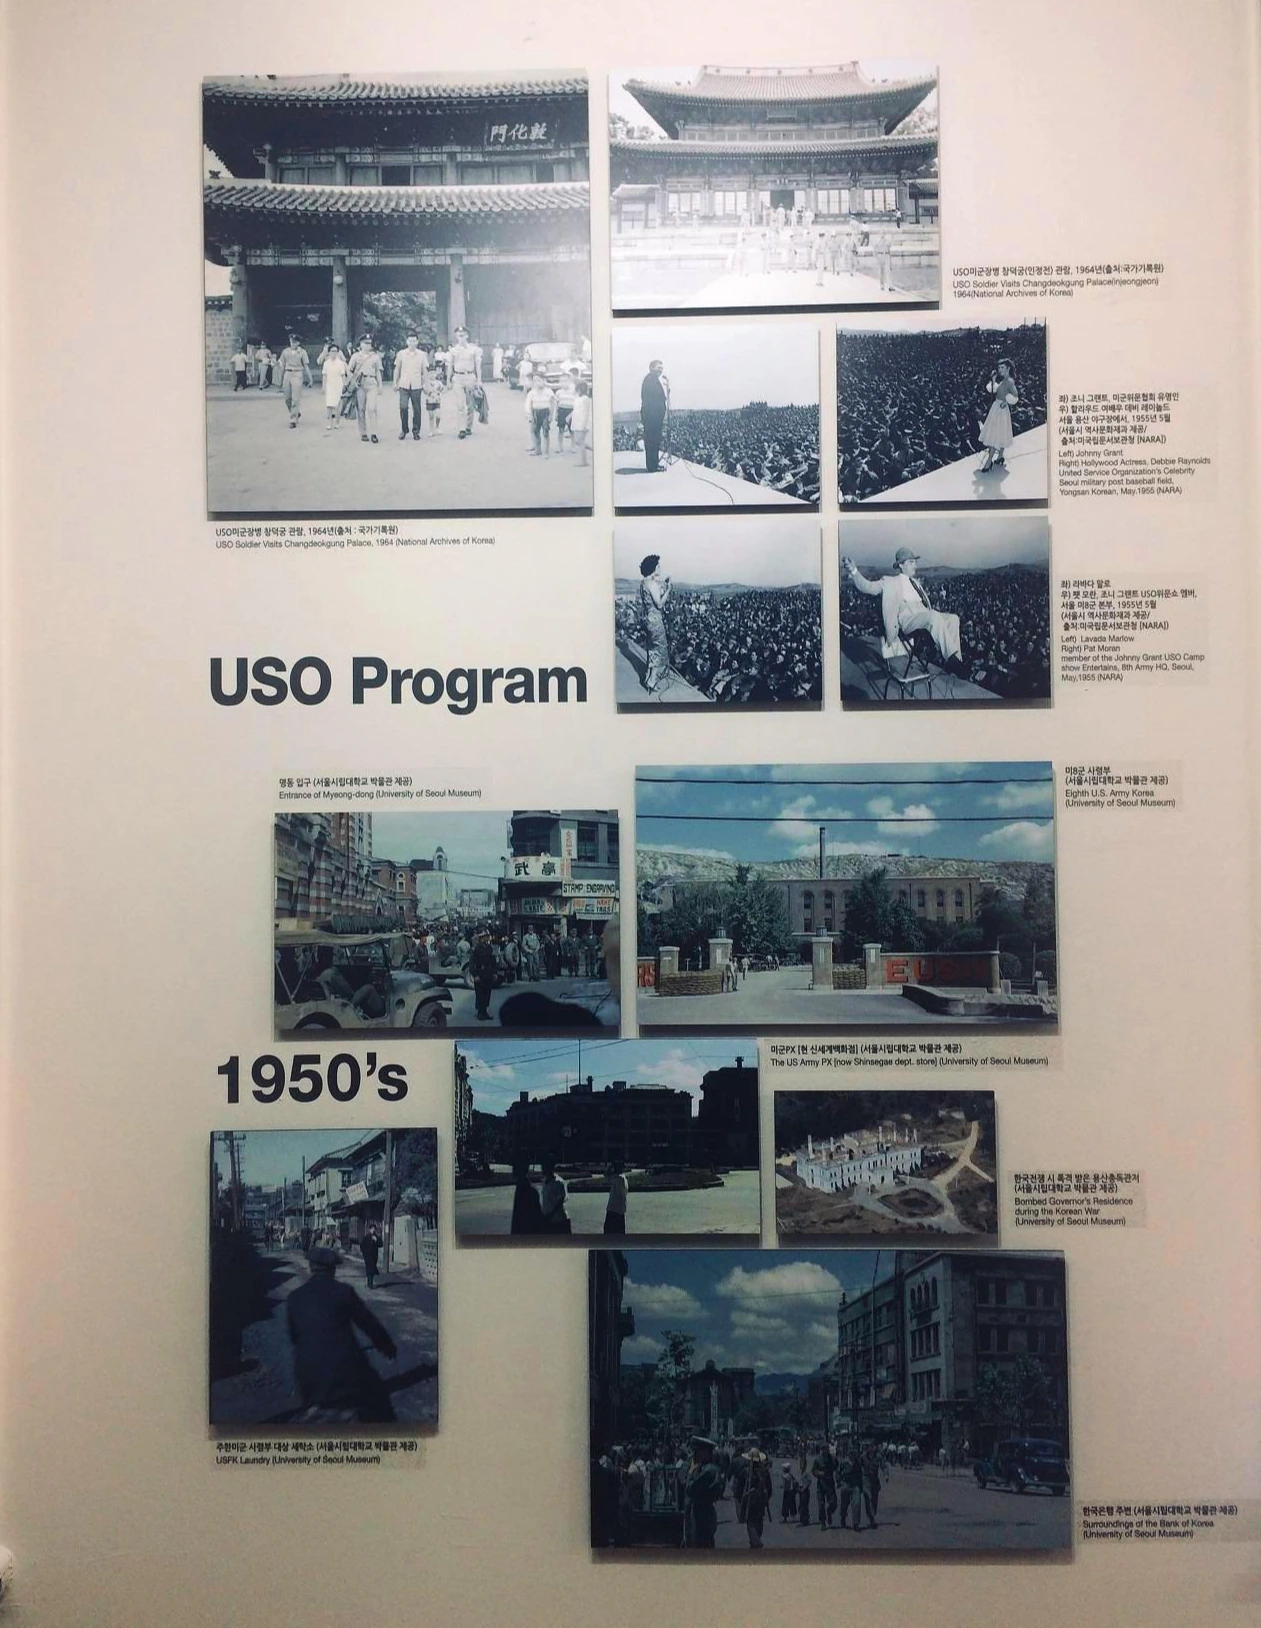 門化敦
USO미군장병 창덕궁(인정전) 관람, 1964년(출처:국가기록원)
USO Soldier Visits Changdeokgung Palace(Injeongjeon)
1964(National Archives of Korea)
좌) 조니 그랜트, 미군위문협회 유명인
우) 할리우드 여배우 데비 레이놀드
서울 용산 야구장에서, 1955년 5월
(서울시 역사문화재과 제공/
출처:미국립문서보관청 [NARA])
Left) Johnny Grant
Right) Hollywood Actress, Debbie Raynolds
United Service Organization's Celebrity
Seoul military post baseball field,
Yongsan Korean, May.1955 (NARA)
USO미군장병 창덕궁 관람, 1964년(출처 : 국가기록원)
USO Soldier Visits Changdeokgung Palace, 1964 (National Archives of Korea)
좌) 라바다 말로
우) 팻 모란, 조니 그랜트 USO위문쇼 멤버,
서울 미8군 본부, 1955년 5월
(서울시 역사문화재과 제공/
출처:미국립문서보관청 [NARA])
Left) Lavada Marlow
Right) Pat Moran
member of the Johnny Grant USO Camp
show Entertains, 8th Army HQ, Seoul,
May,1955 (NARA)
USO Program
명동 입구 (서울시립대학교 박물관 제공)
Entrance of Myeong-dong (University of Seoul Museum)
미8군 사령부
(서울시립대학교 박물관 제공)
Eighth U.S. Army Korea
(University of Seoul Museum)
武亭
STAMP ENGRAVING
RS
EUS
미군PX [현 신세계백화점] (서울시립대학교 박물관 제공)
The US Army PX [now Shinsegae dept. store] (University of Seoul Museum)
1950's
한국전쟁 시 폭격 받은 용산총독관저
(서울시립대학교 박물관 제공)
Bombed Governor's Residence
during the Korean War
(University of Seoul Museum)
주한미군 사령부 대상 세탁소 (서울시립대학교 박물관 제공)
USFK Laundry (University of Seoul Museum)
한국은행 주변 (서울시립대학교 박물관 제공)
Surroundings of the Bank of Korea
(University of Seoul Museum)